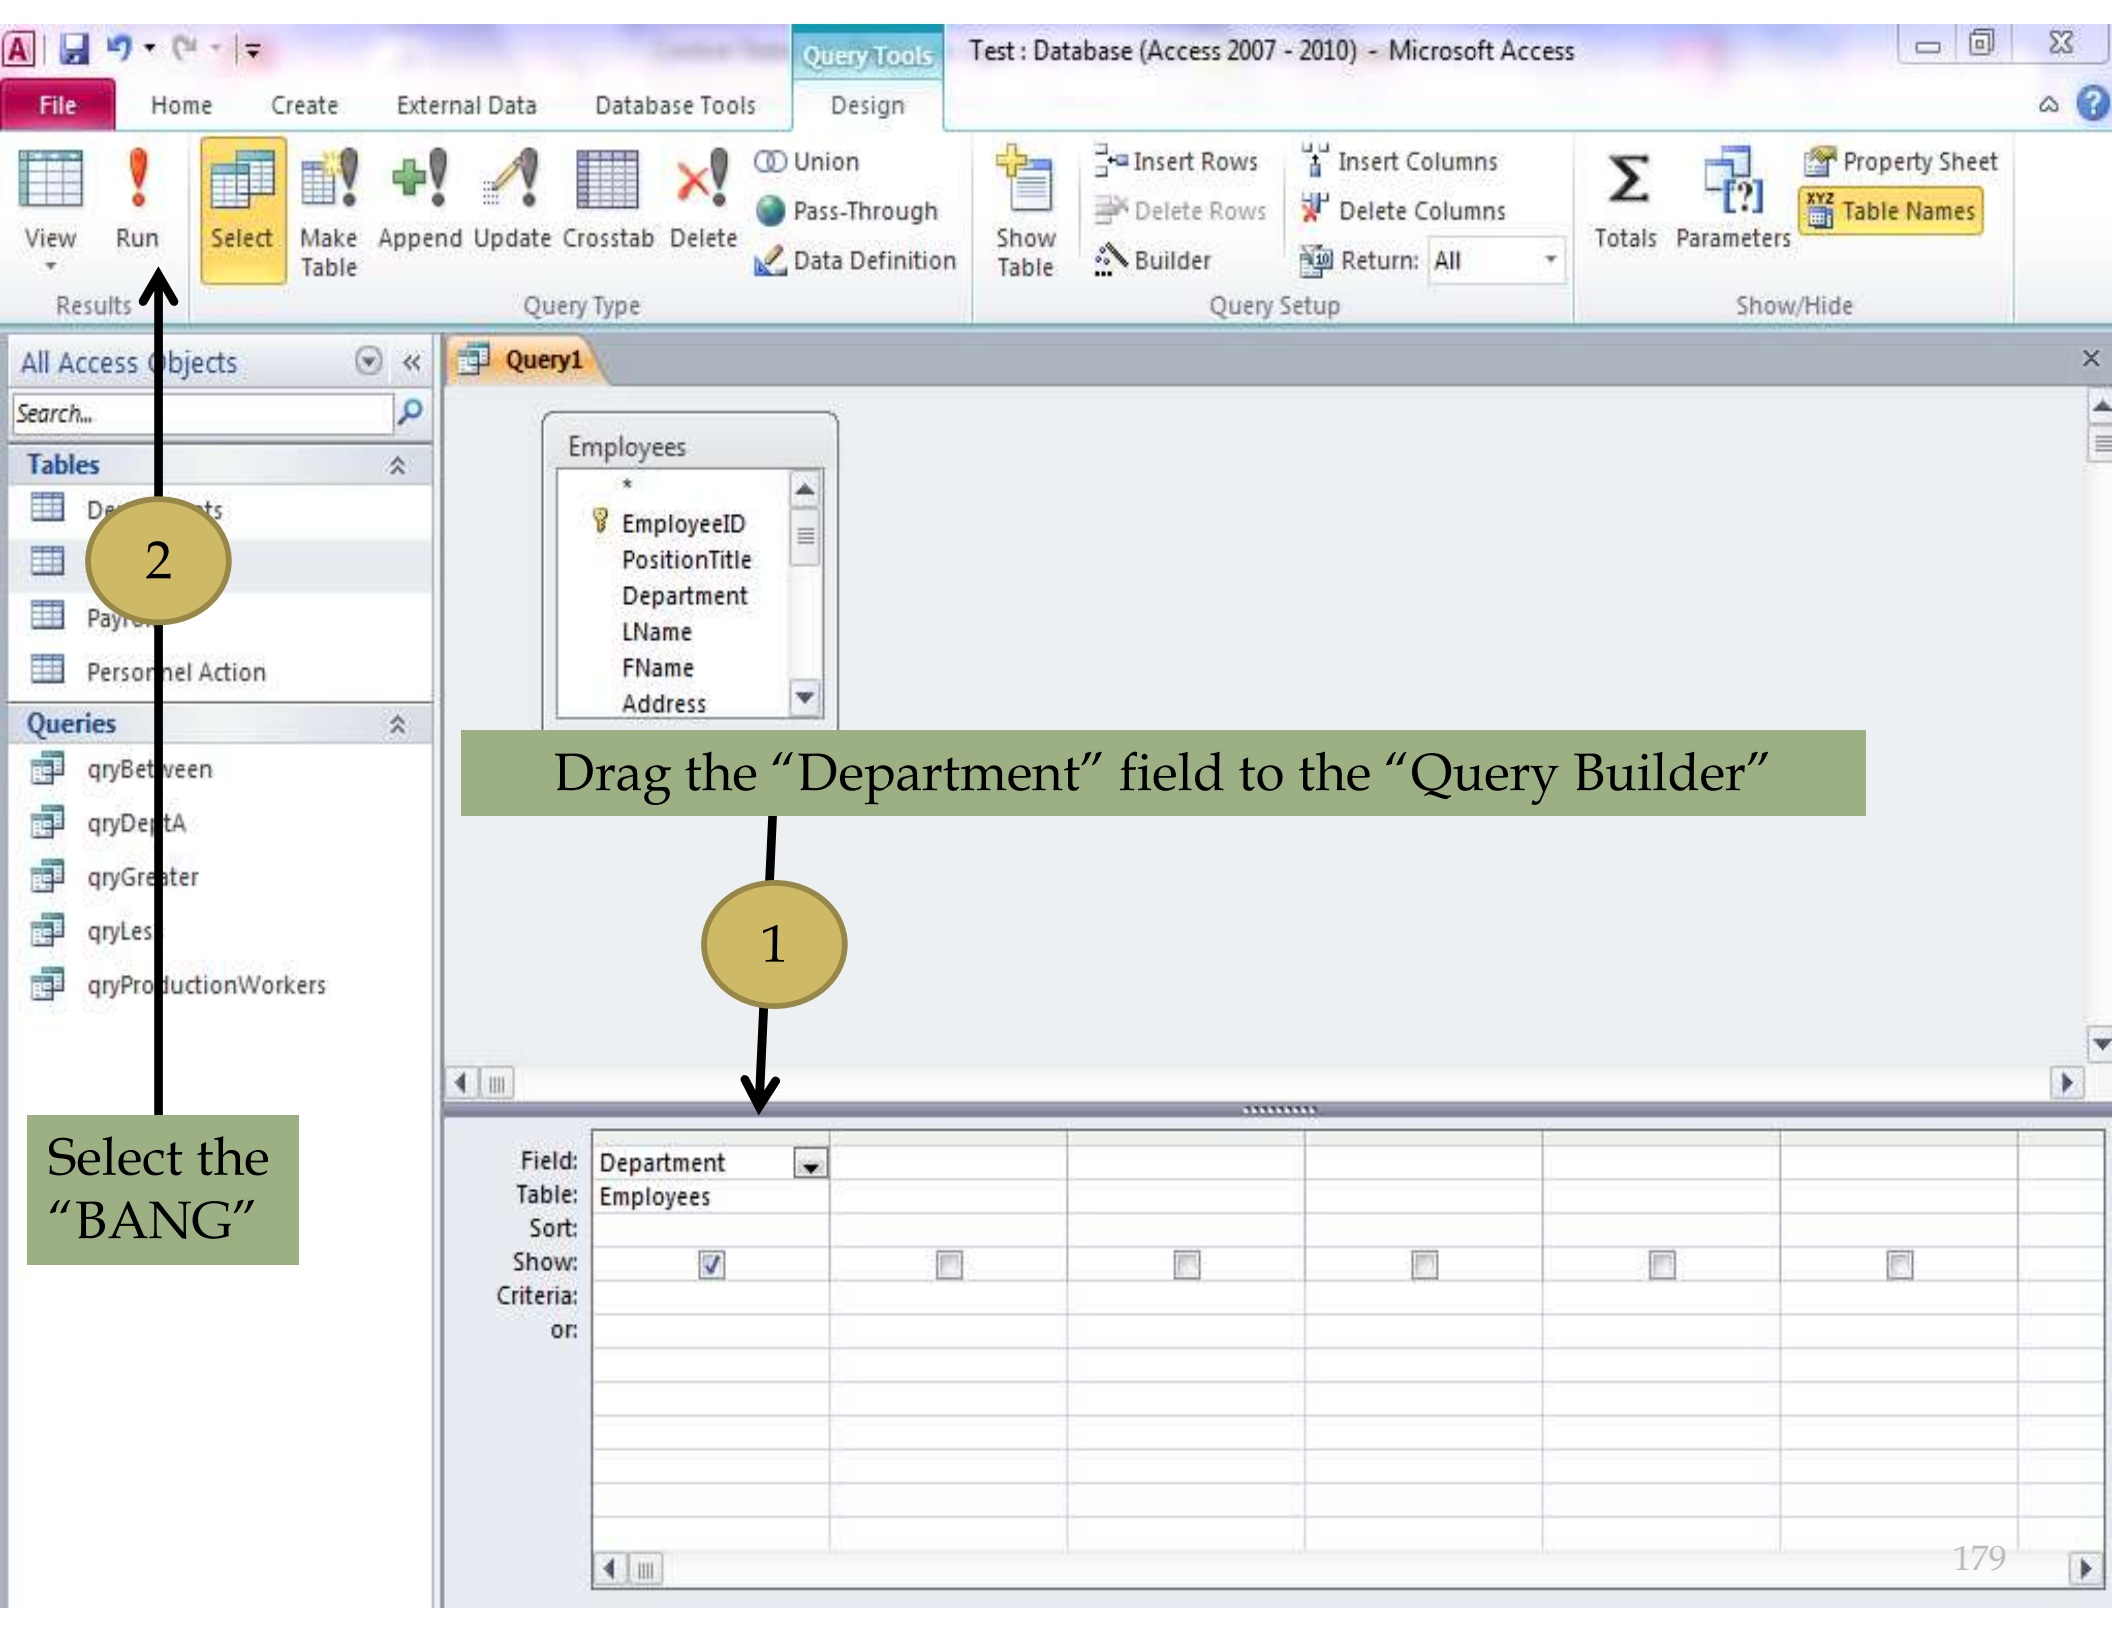 Query Tools
Test : Database (Access 2007 - 2010) - Microsoft Access
File Home Create External Data Database Tools Design
View
Run
Select
Make Table
Append
Update
Crosstab
Delete
Union
Pass-Through
Data Definition
Show Table
Insert Rows
Delete Rows
Builder
Insert Columns
Delete Columns
Return: All
Totals
Parameters
Property Sheet
Table Names
Results
Query Type
Query Setup
Show/Hide
All Access Objects
Search...
Tables
2
Personnel Action
Queries
qryBetween
qryDeptA
qryGreater
qryLess
qryProductionWorkers
Select the
“BANG”
Query1
Employees
*
EmployeeID
PositionTitle
Department
LName
FName
Address
Drag the “Department” field to the “Query Builder”
1
Field: Department
Table: Employees
Sort:
Show:
Criteria:
or:
179